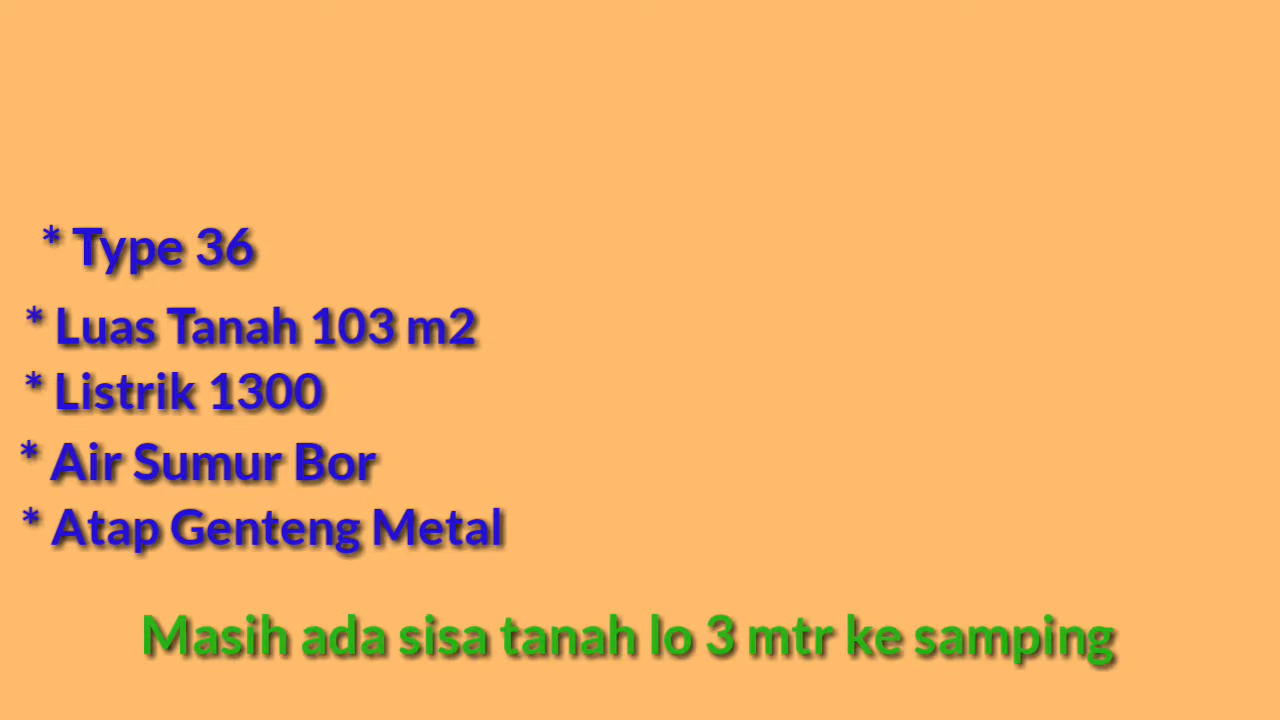 * Type 36
* Luas Tanah 103 m2
* Listrik 1300
* Air Sumur Bor
* Atap Genteng Metal
Masih ada sisa tanah lo 3 mtr ke samping